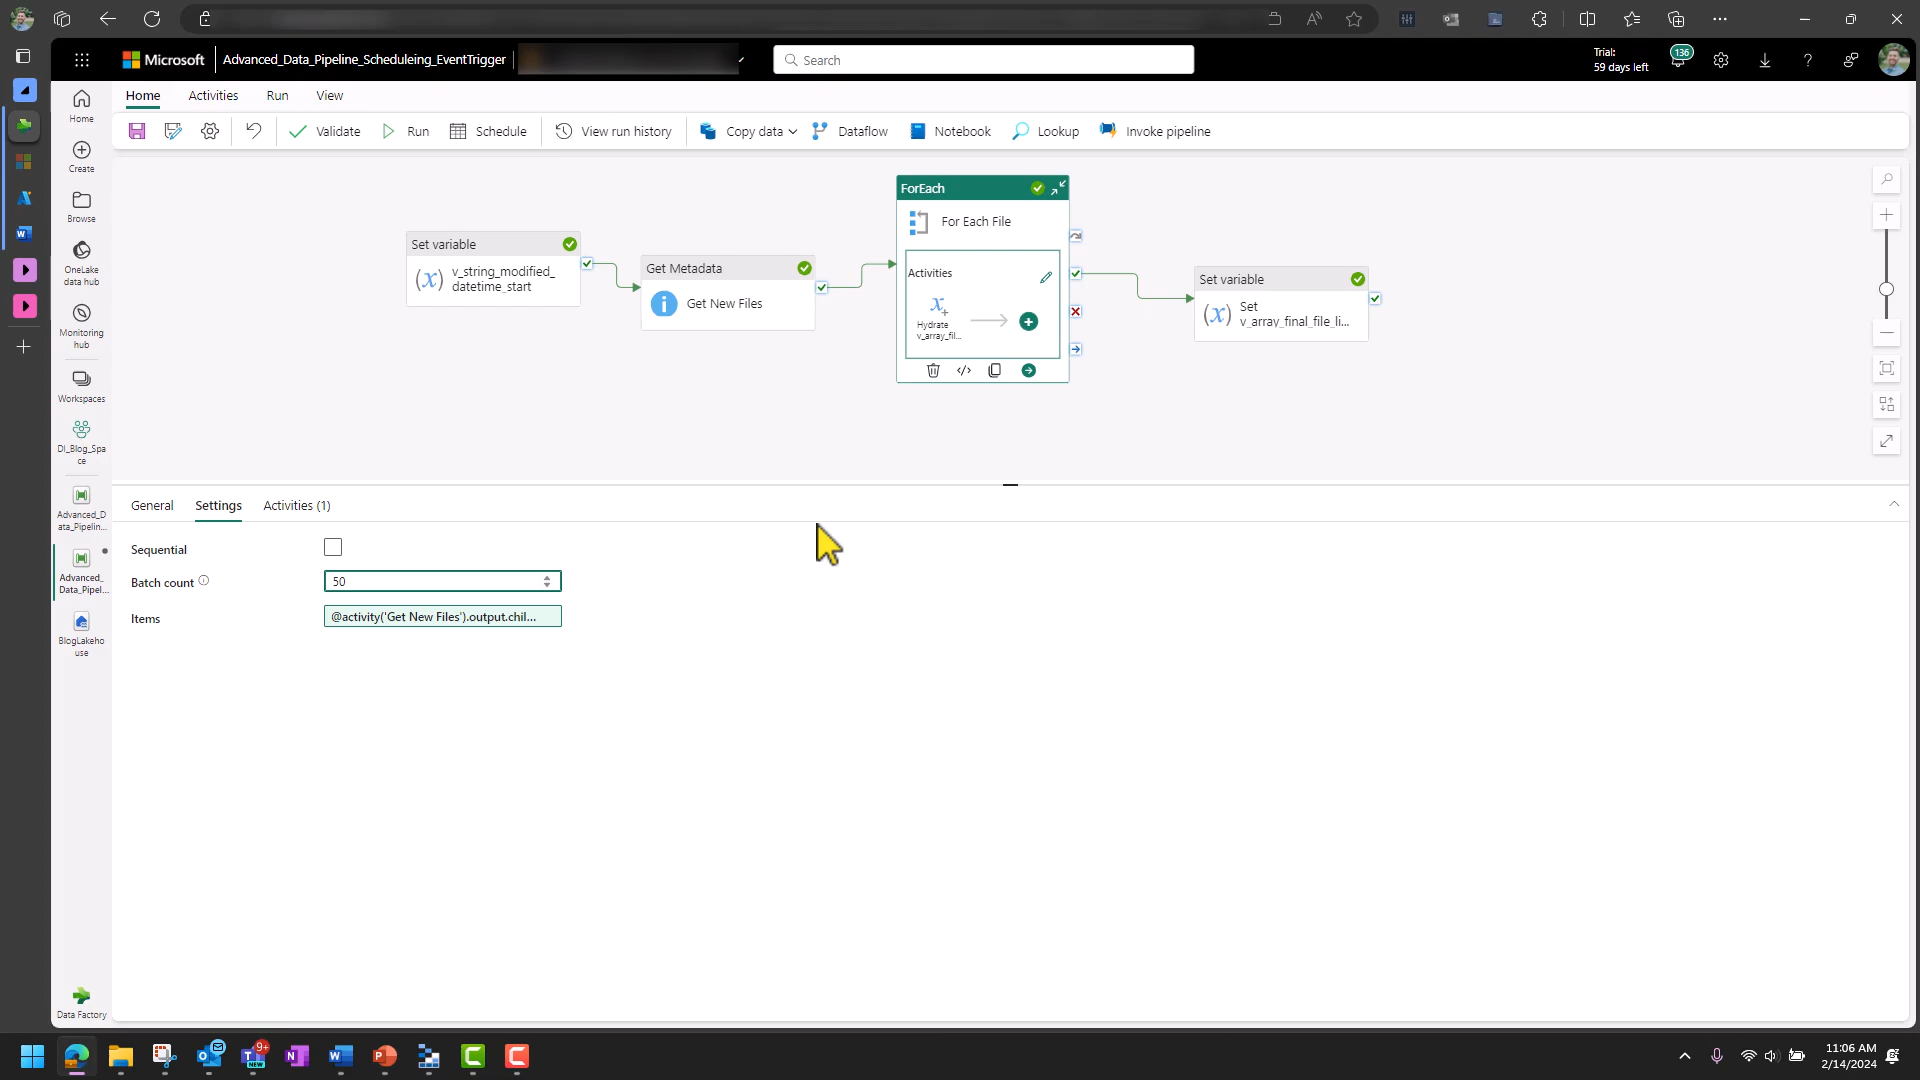 Microsoft
Advanced_Data_Pipeline_Scheduleing_EventTrigger
Search
Trial:
59 days left
136
Home
Activities
Run
View
Validate
Run
Schedule
View run history
Copy data
Dataflow
Notebook
Lookup
Invoke pipeline
Home
Create
Browse
OneLake
data hub
Monitoring
hub
Workspaces
DI_Blog_Spa
ce
Advanced_D
ata_Pipelin...
Advanced_
Data_Pipel...
BlogLakeho
use
Data Factory
Set variable
(x)
v_string_modified_
datetime_start
Get Metadata
Get New Files
ForEach
For Each File
Activities
Hydrate
v_array_fil...
Set variable
(x)
Set
v_array_final_file_li...
General
Settings
Activities (1)
Sequential
Batch count
50
Items
@activity('Get New Files').output.chil...
9+
NEW
11:06 AM
2/14/2024